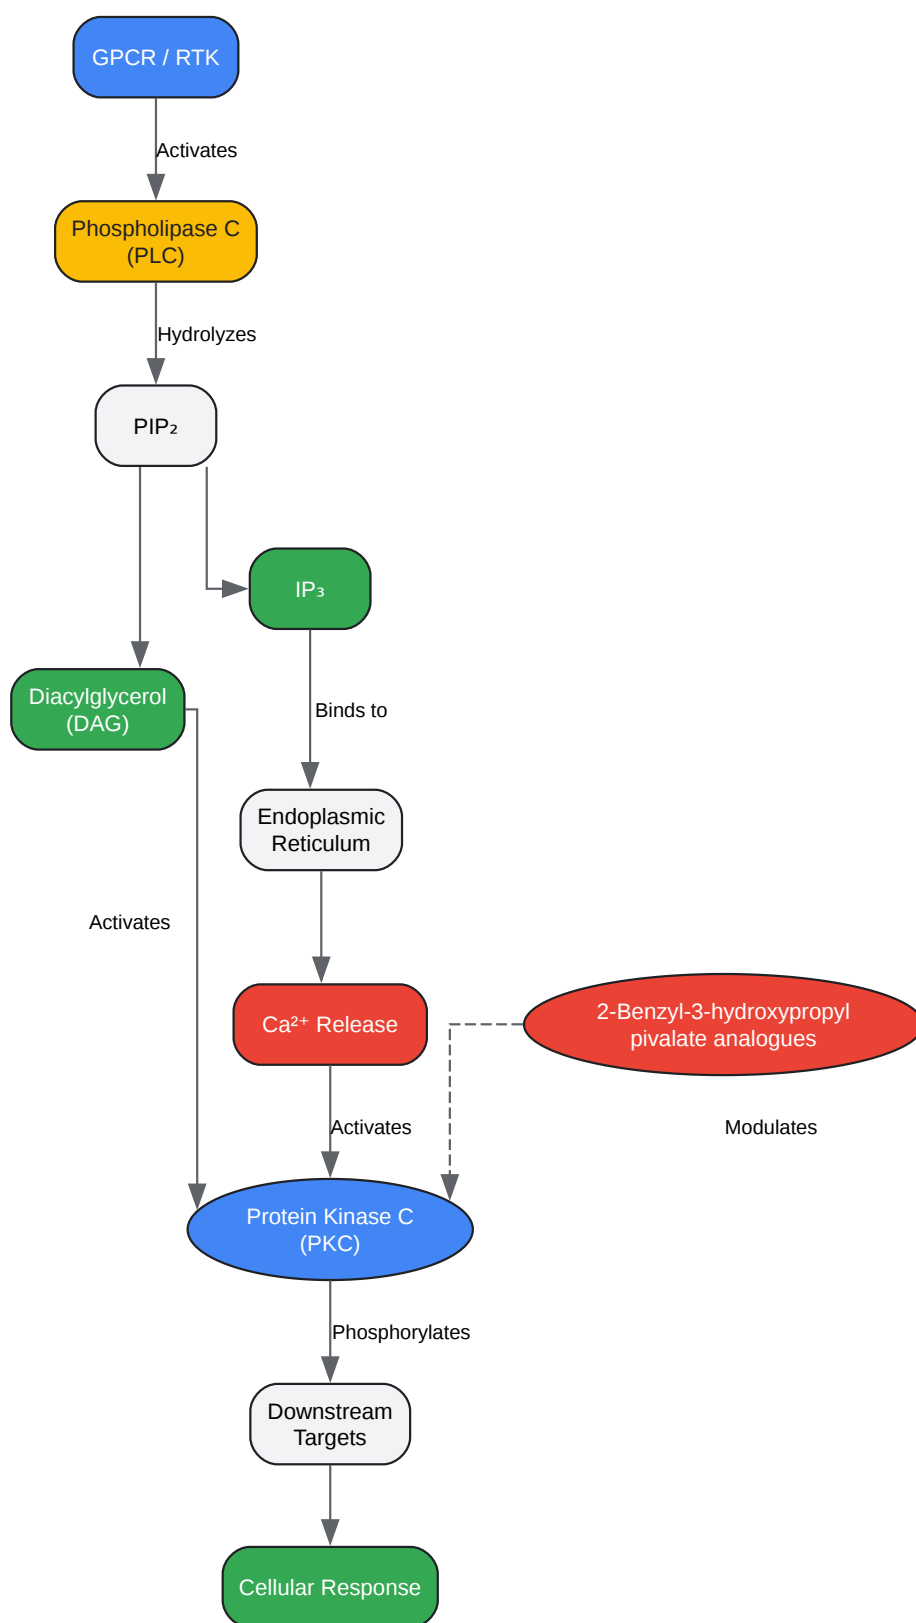 GPCR / RTK
Activates
Phospholipase C
(PLC)
Hydrolyzes
PIP₂
IP₃
Diacylglycerol
(DAG)
Binds to
Endoplasmic
Reticulum
Activates
Ca²⁺ Release
2-Benzyl-3-hydroxypropyl
pivalate analogues
Activates
Modulates
Protein Kinase C
(PKC)
Phosphorylates
Downstream
Targets
Cellular Response